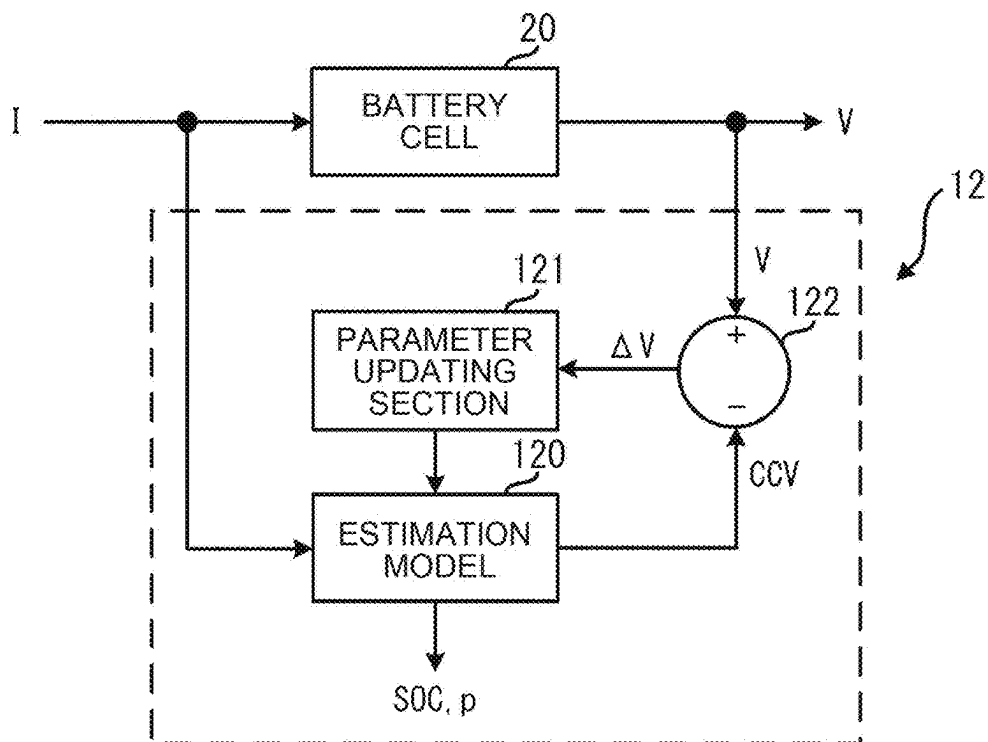 20
BATTERY
CELL
I
V
12
V
121
122
PARAMETER
UPDATING
SECTION
ΔV
+
−
120
CCV
ESTIMATION
MODEL
SOC, p